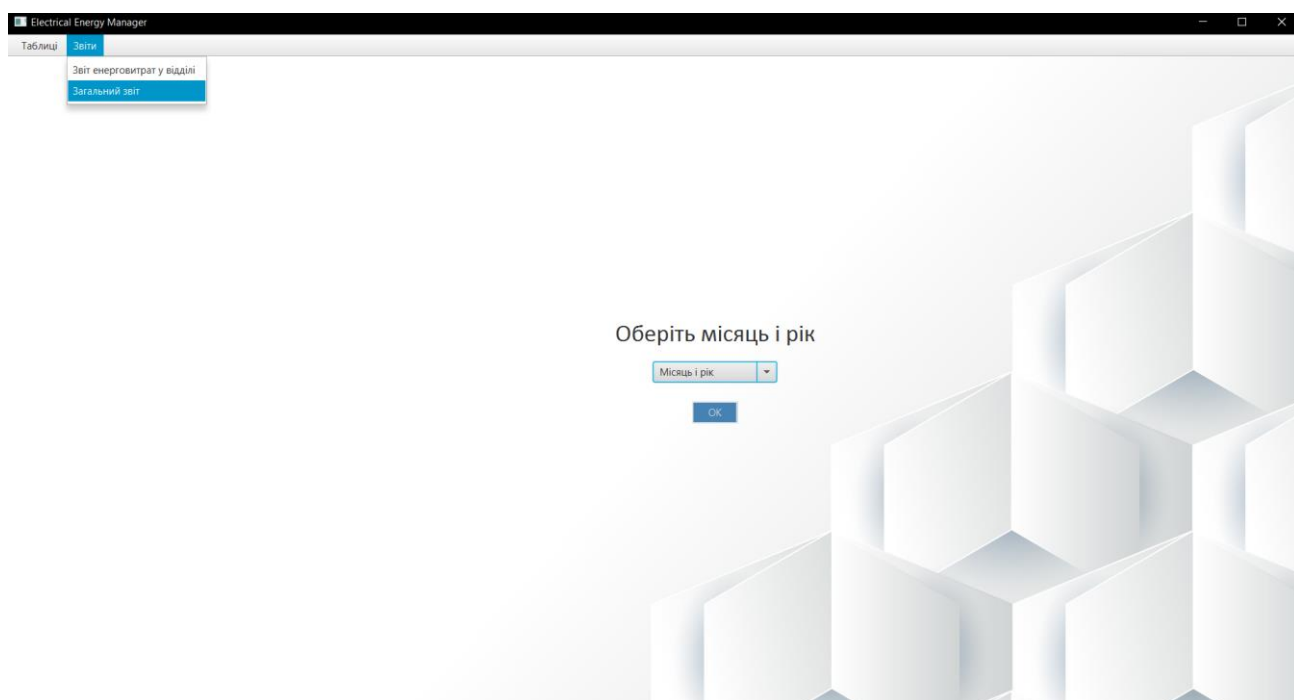 Electrical Energy Manager
Таблиці Звіти
Звіт енерговитрат у відділі
Загальний звіт
Оберіть місяць і рік
Місяць і рік
OK